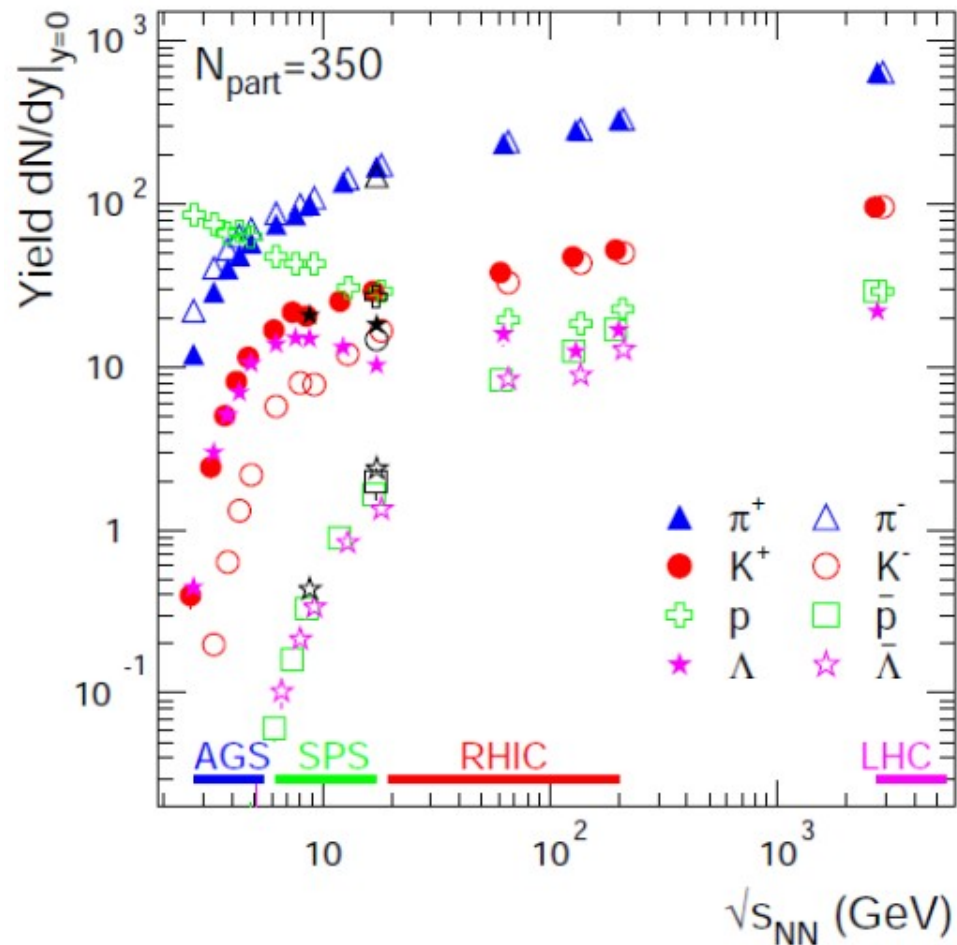 Yield dN/dy|y=0
N_part=350
10^3
10^2
10
1
10^-1
π^+ π^-
K^+ K^-
p p̄
Λ Λ̄
AGS SPS RHIC LHC
10 10^2 10^3
√s_NN (GeV)